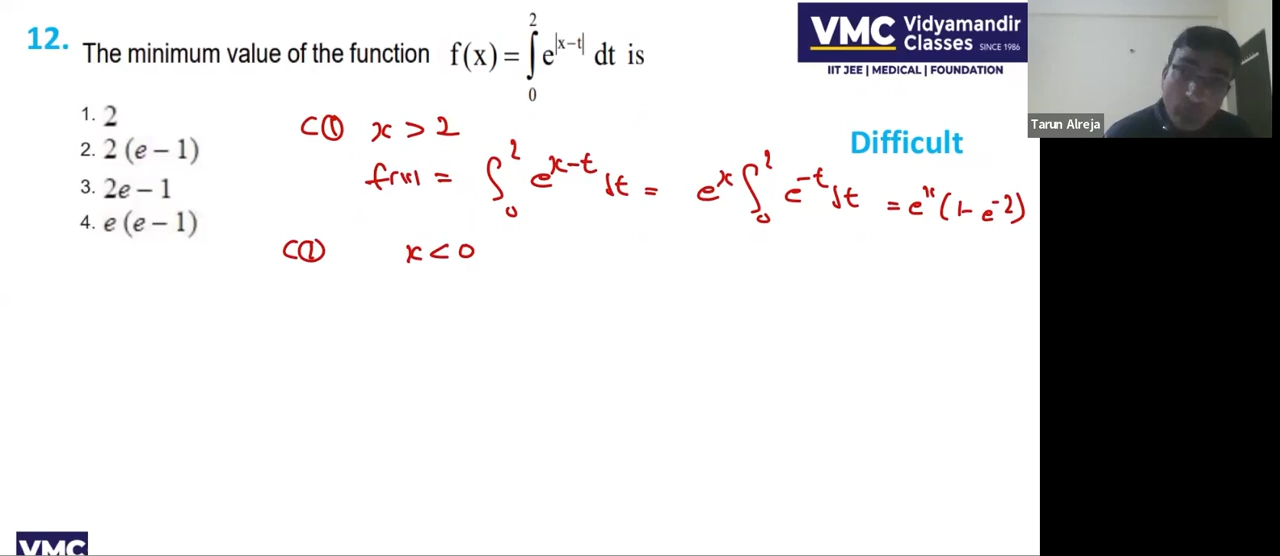 12. The minimum value of the function f(x) = ∫₀² e^|x−t| dt is
VMC Vidyamandir Classes SINCE 1986
IIT JEE | MEDICAL | FOUNDATION
Tarun Alreja
1. 2
2. 2 (e − 1)
3. 2e − 1
4. e (e − 1)
Difficult
C① x > 2
f(x) = ∫₀² e^(x−t) dt = e^x ∫₀² e^(−t) dt = e^x (1 − e^(−2))
C② x < 0
VMC